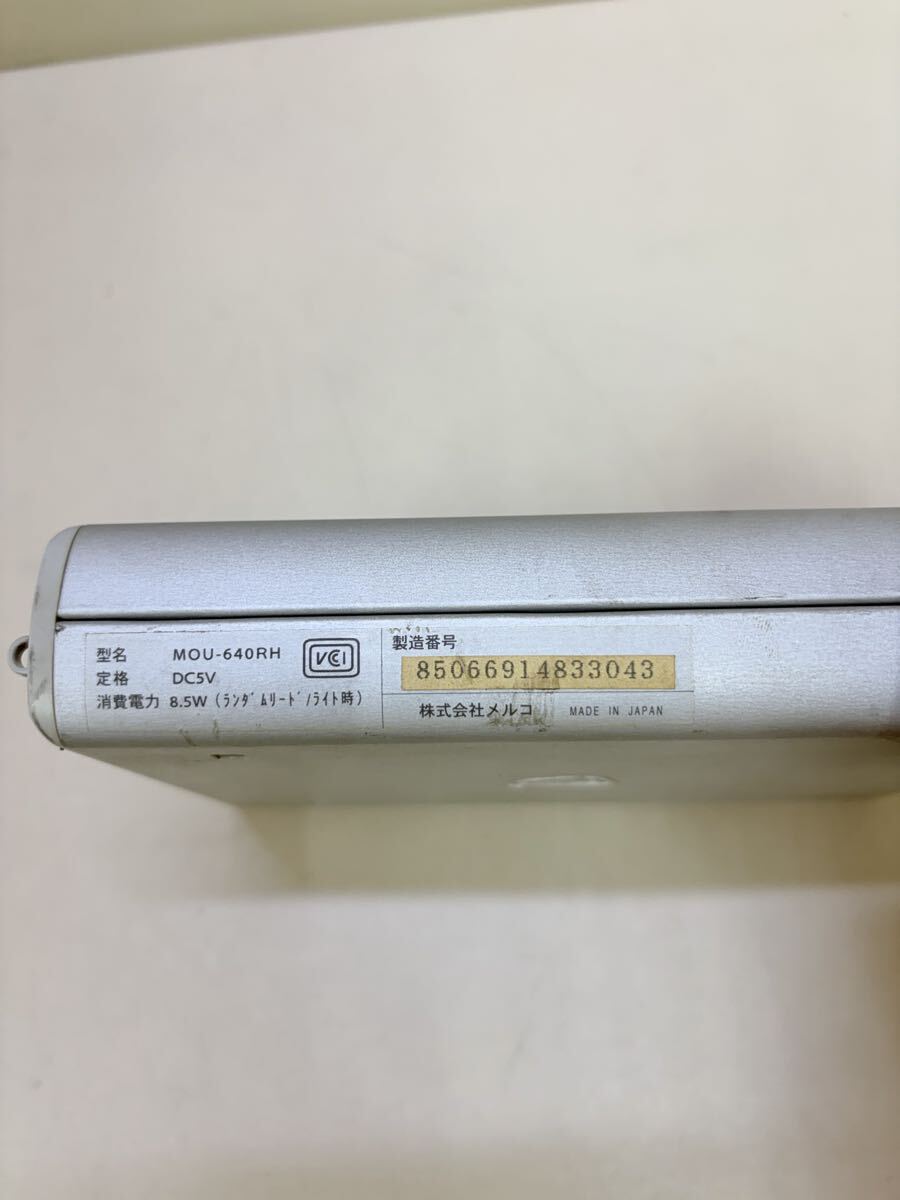 型名 MOU-640RH VCI
定格 DC5V
消費電力 8.5W (ランダムリード/ライト時)
製造番号
85066914833043
株式会社メルコ MADE IN JAPAN